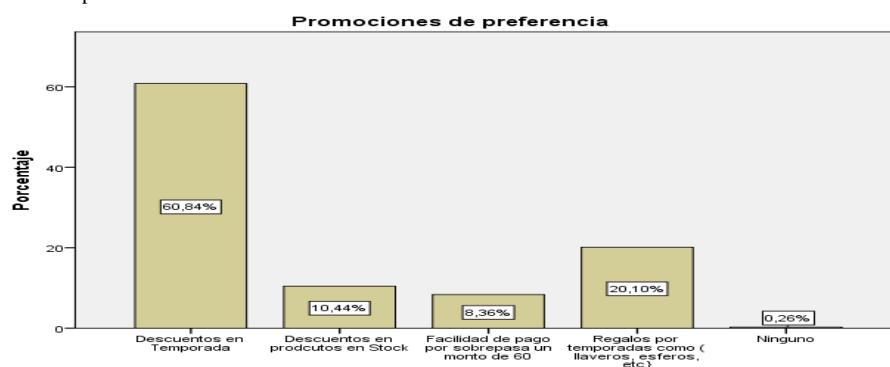 Promociones de preferencia
Porcentaje
60
40
20
0
60,84%
10,44%
8,36%
20,10%
0,26%
Descuentos en
Temporada
Descuentos en
prodcutos en Stock
Facilidad de pago
por sobrepasa un
monto de 60
Regalos por
temporadas como (
llaveros, esferos,
etc)
Ninguno